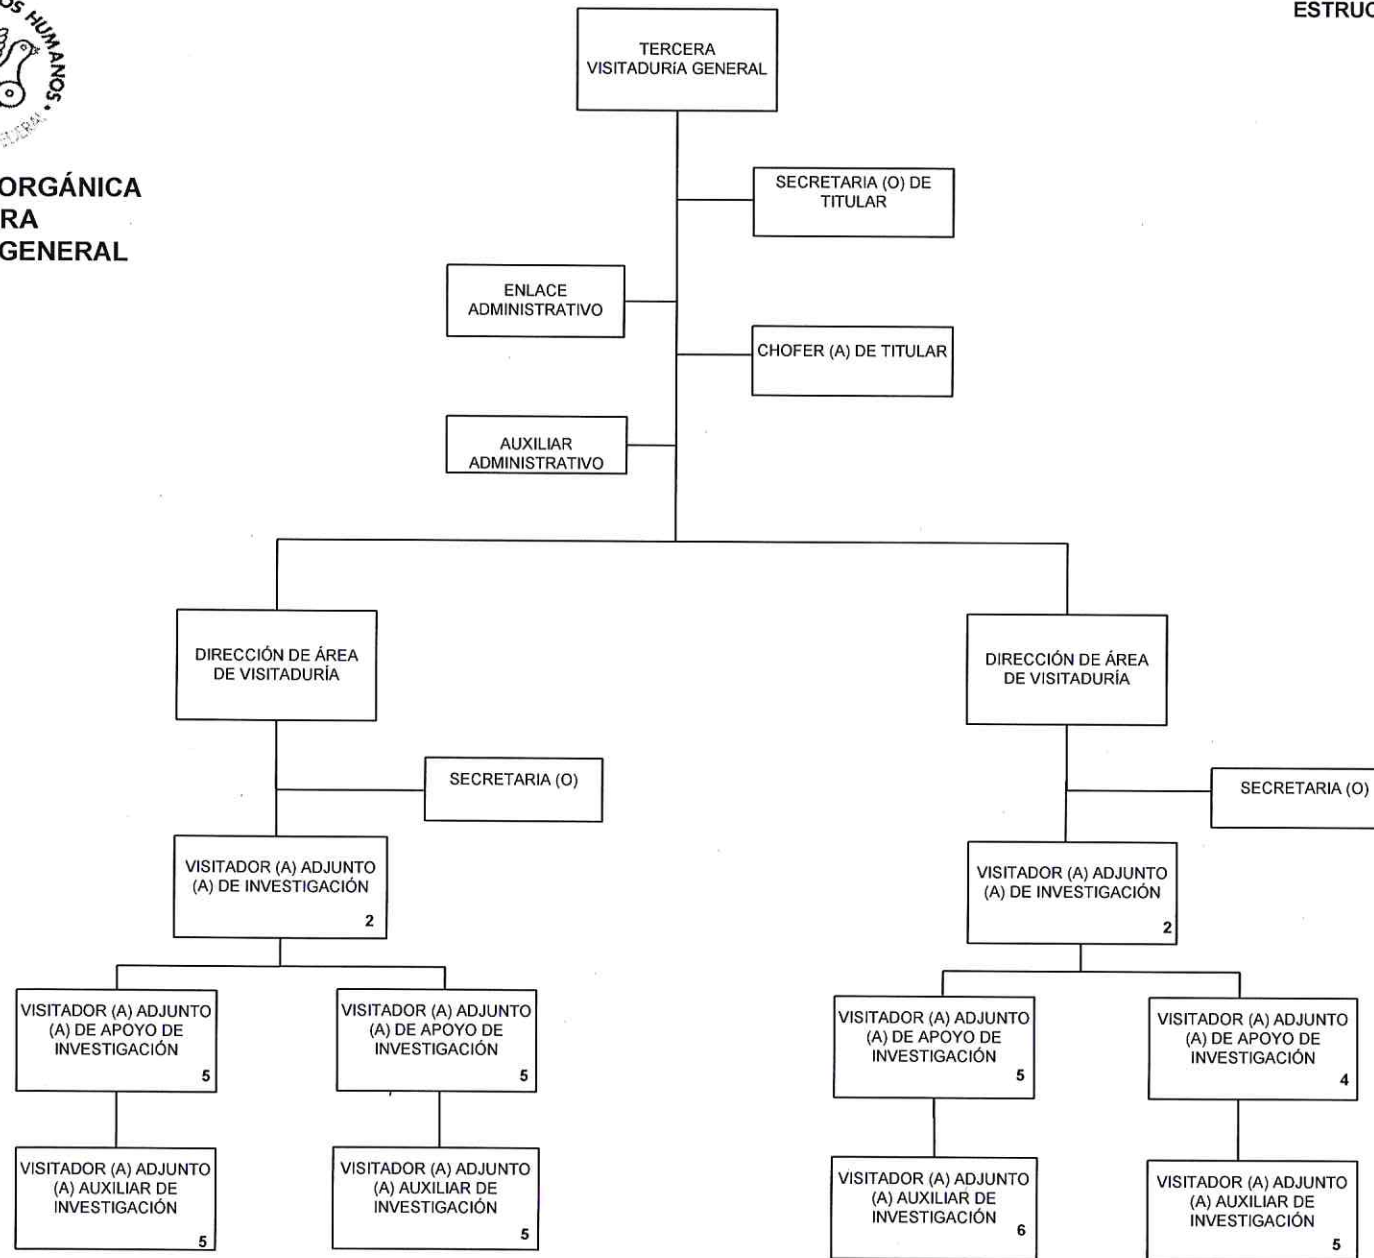 HUMANOS
ESTRUC
ORGÁNICA
RA
GENERAL
TERCERA
VISITADURÍA GENERAL
SECRETARIA (O) DE
TITULAR
ENLACE
ADMINISTRATIVO
CHOFER (A) DE TITULAR
AUXILIAR
ADMINISTRATIVO
DIRECCIÓN DE ÁREA
DE VISITADURÍA
DIRECCIÓN DE ÁREA
DE VISITADURÍA
SECRETARIA (O)
SECRETARIA (O)
VISITADOR (A) ADJUNTO
(A) DE INVESTIGACIÓN
2
VISITADOR (A) ADJUNTO
(A) DE INVESTIGACIÓN
2
VISITADOR (A) ADJUNTO
(A) DE APOYO DE
INVESTIGACIÓN
5
VISITADOR (A) ADJUNTO
(A) DE APOYO DE
INVESTIGACIÓN
5
VISITADOR (A) ADJUNTO
(A) DE APOYO DE
INVESTIGACIÓN
5
VISITADOR (A) ADJUNTO
(A) DE APOYO DE
INVESTIGACIÓN
4
VISITADOR (A) ADJUNTO
(A) AUXILIAR DE
INVESTIGACIÓN
5
VISITADOR (A) ADJUNTO
(A) AUXILIAR DE
INVESTIGACIÓN
5
VISITADOR (A) ADJUNTO
(A) AUXILIAR DE
INVESTIGACIÓN
6
VISITADOR (A) ADJUNTO
(A) AUXILIAR DE
INVESTIGACIÓN
5